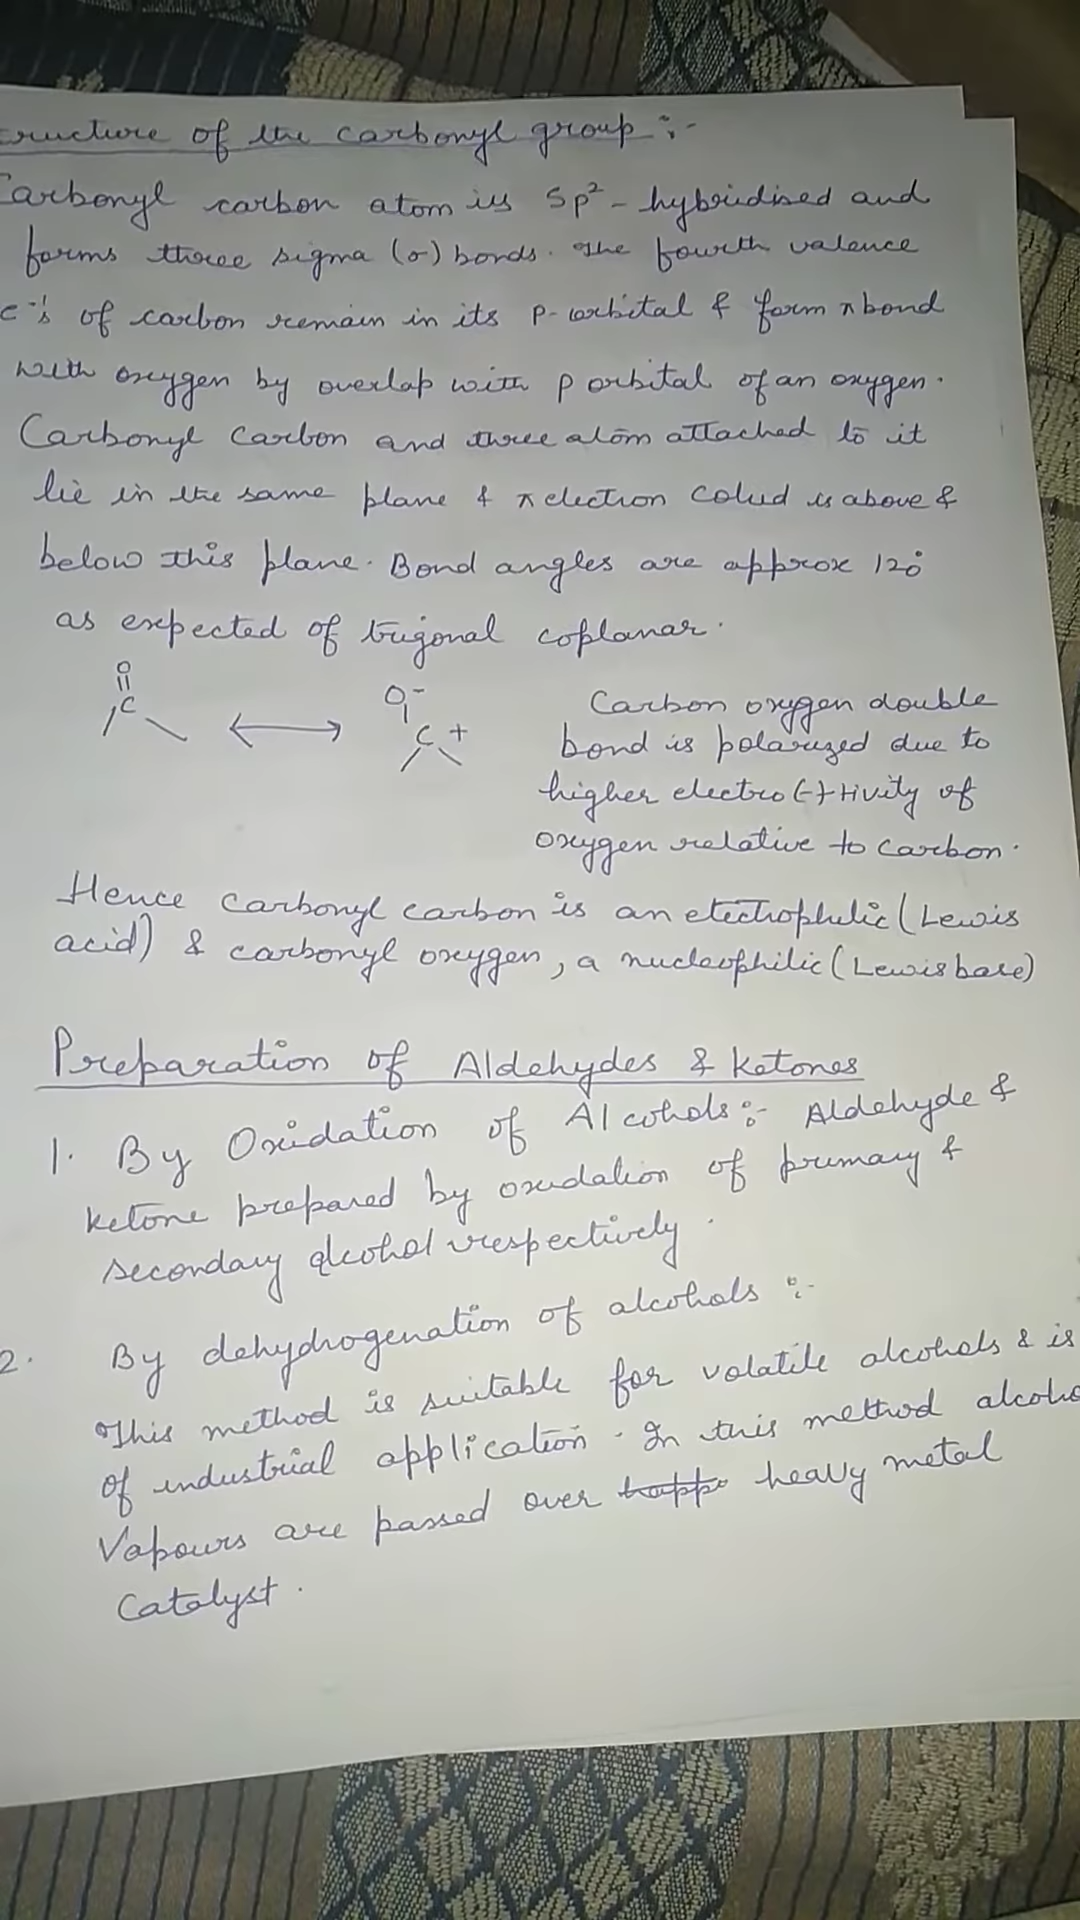 tructure of the carbonyl group :-
Carbonyl carbon atom is sp²-hybridised and
forms three sigma (σ) bonds. The fourth valence
e⁻'s of carbon remain in its p-orbital & form π bond
with oxygen by overlap with p orbital of an oxygen.
Carbonyl Carbon and three atom attached to it
lie in the same plane & π electron colud is above &
below this plane. Bond angles are approx 120°
as expected of trigonal coplanar.
O
||
C
O⁻
C +
Carbon oxygen double
bond is polarized due to
higher electro(-)tivity of
oxygen relative to carbon.
Hence carbonyl carbon is an electrophilic (Lewis
acid) & carbonyl oxygen, a nucleophilic (Lewis base)
Preparation of Aldehydes & ketones
1. By Oxidation of Alcohols :- Aldehyde &
ketone prepared by oxidation of primary &
secondary alcohol respectively.
2. By dehydrogenation of alcohols :-
This method is suitable for volatile alcohols & is
of industrial application. In this method alcoho
Vapours are passed over heavy metal
Catalyst.